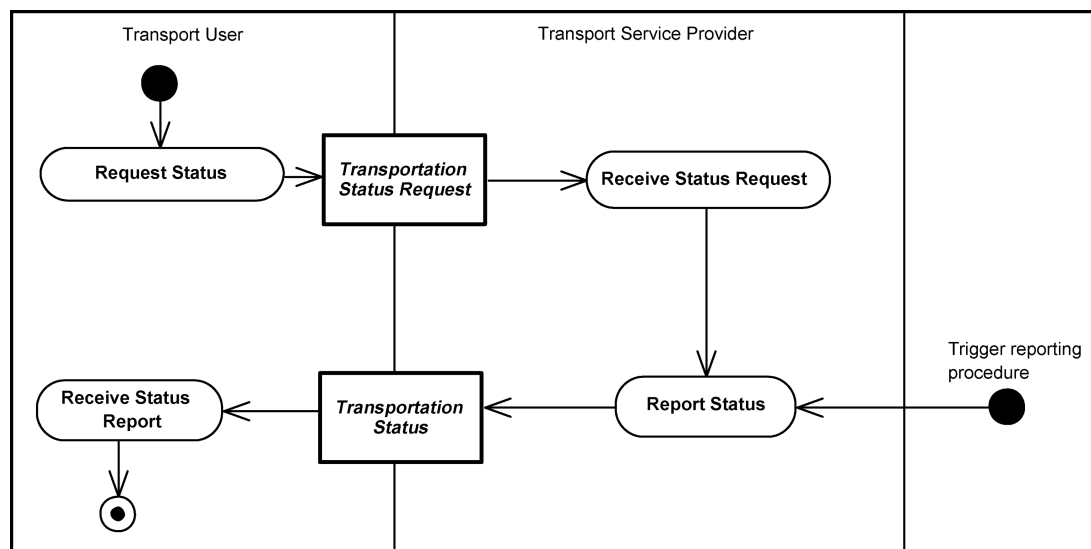 Transport User
Transport Service Provider
Request Status
Transportation
Status Request
Receive Status Request
Trigger reporting
procedure
Receive Status
Report
Transportation
Status
Report Status